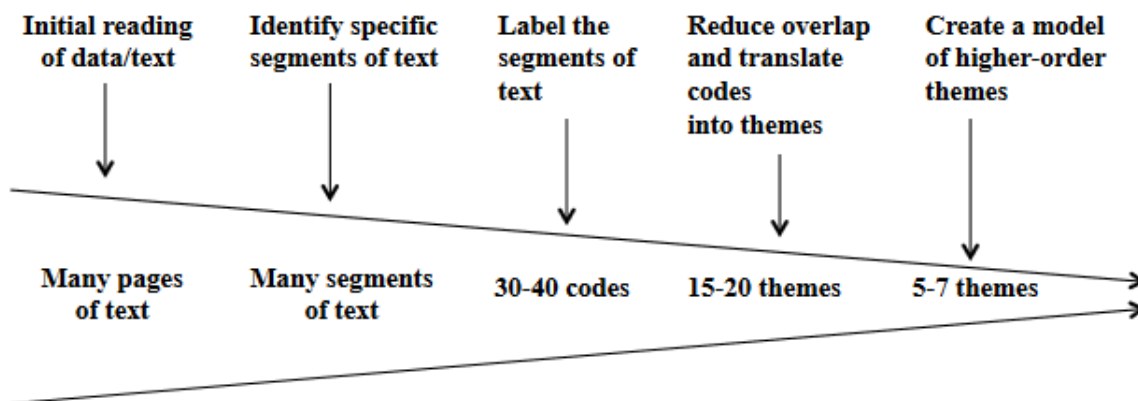 Initial reading
of data/text
Identify specific
segments of text
Label the
segments of
text
Reduce overlap
and translate
codes
into themes
Create a model
of higher-order
themes
Many pages
of text
Many segments
of text
30-40 codes
15-20 themes
5-7 themes